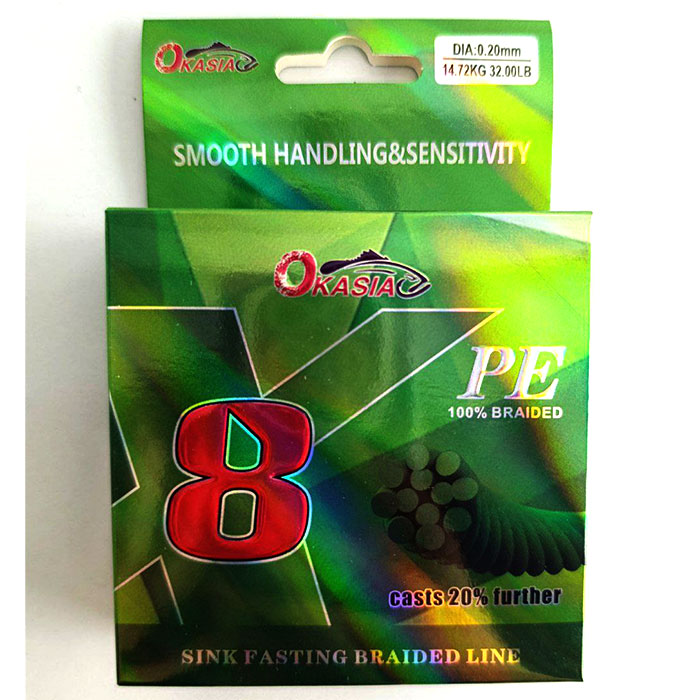 OKASIA
DIA:0.20mm
14.72KG 32.00LB
SMOOTH HANDLING&SENSITIVITY
OKASIA
X
PE
100% BRAIDED
8
casts 20% further
SINK FASTING BRAIDED LINE